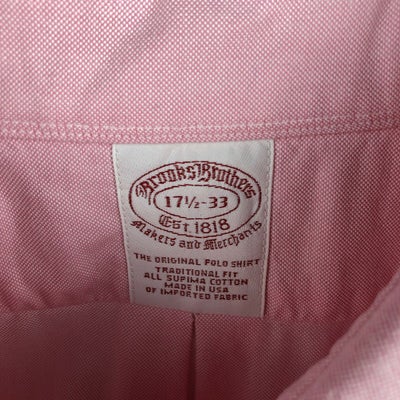 Brooks Brothers
17½-33
Est. 1818
Makers and Merchants
THE ORIGINAL POLO SHIRT
TRADITIONAL FIT
ALL SUPIMA COTTON
MADE IN USA
OF IMPORTED FABRIC